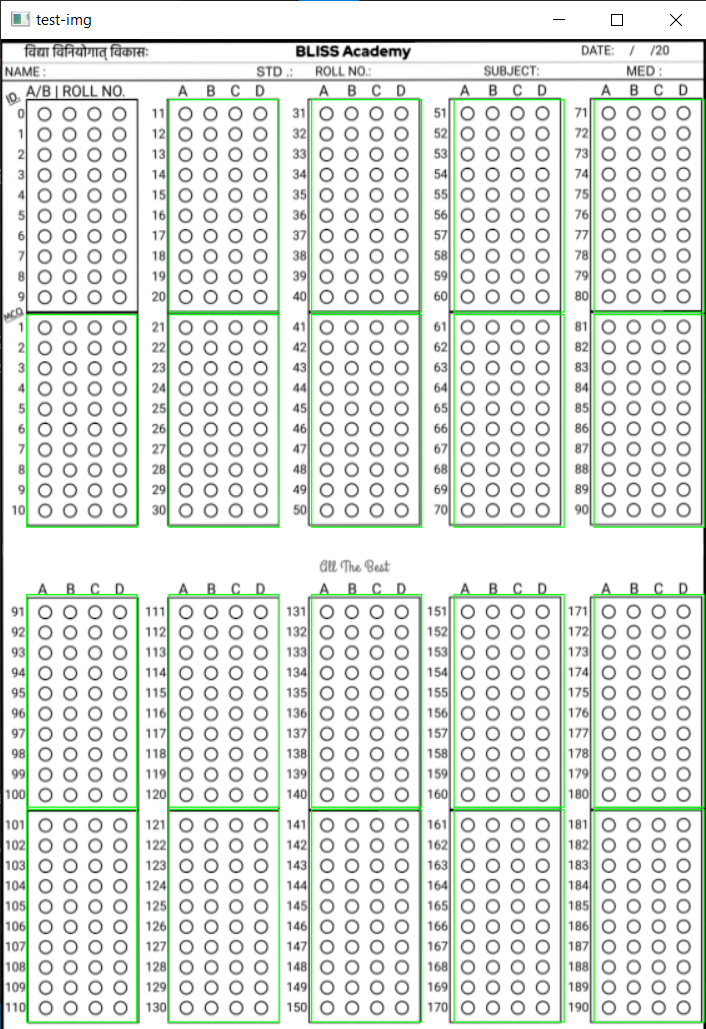 test-img
विद्या विनियोगात् विकासः BLISS Academy DATE: / /20
NAME : STD .: ROLL NO.: SUBJECT: MED :
ID. A/B | ROLL NO. A B C D A B C D A B C D A B C D
0 11 31 51 71
1 12 32 52 72
2 13 33 53 73
3 14 34 54 74
4 15 35 55 75
5 16 36 56 76
6 17 37 57 77
7 18 38 58 78
8 19 39 59 79
9 20 40 60 80
MCQ
1 21 41 61 81
2 22 42 62 82
3 23 43 63 83
4 24 44 64 84
5 25 45 65 85
6 26 46 66 86
7 27 47 67 87
8 28 48 68 88
9 29 49 69 89
10 30 50 70 90
All The Best
A B C D A B C D A B C D A B C D A B C D
91 111 131 151 171
92 112 132 152 172
93 113 133 153 173
94 114 134 154 174
95 115 135 155 175
96 116 136 156 176
97 117 137 157 177
98 118 138 158 178
99 119 139 159 179
100 120 140 160 180
101 121 141 161 181
102 122 142 162 182
103 123 143 163 183
104 124 144 164 184
105 125 145 165 185
106 126 146 166 186
107 127 147 167 187
108 128 148 168 188
109 129 149 169 189
110 130 150 170 190